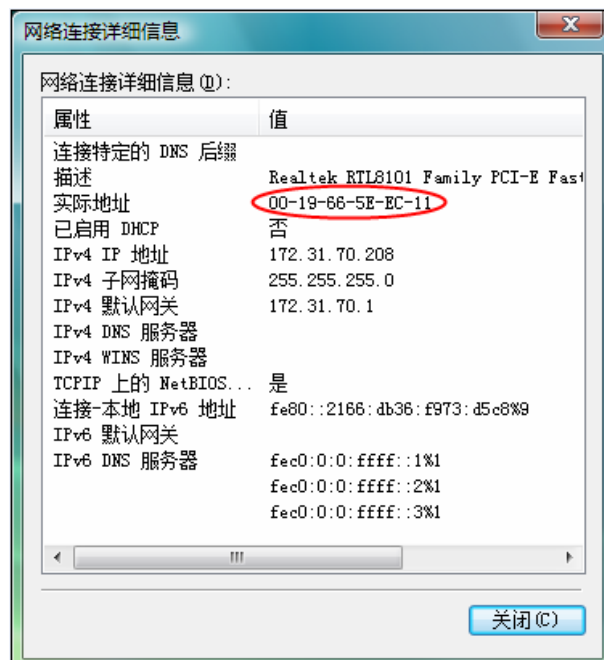 网络连接详细信息
网络连接详细信息(D):
属性 值
连接特定的 DNS 后缀
描述 Realtek RTL8101 Family PCI-E Fast
实际地址 00-19-66-5E-EC-11
已启用 DHCP 否
IPv4 IP 地址 172.31.70.208
IPv4 子网掩码 255.255.255.0
IPv4 默认网关 172.31.70.1
IPv4 DNS 服务器
IPv4 WINS 服务器
TCPIP 上的 NetBIOS... 是
连接-本地 IPv6 地址 fe80::2166:db36:f973:d5c8%9
IPv6 默认网关
IPv6 DNS 服务器 fec0:0:0:ffff::1%1
fec0:0:0:ffff::2%1
fec0:0:0:ffff::3%1
关闭(C)